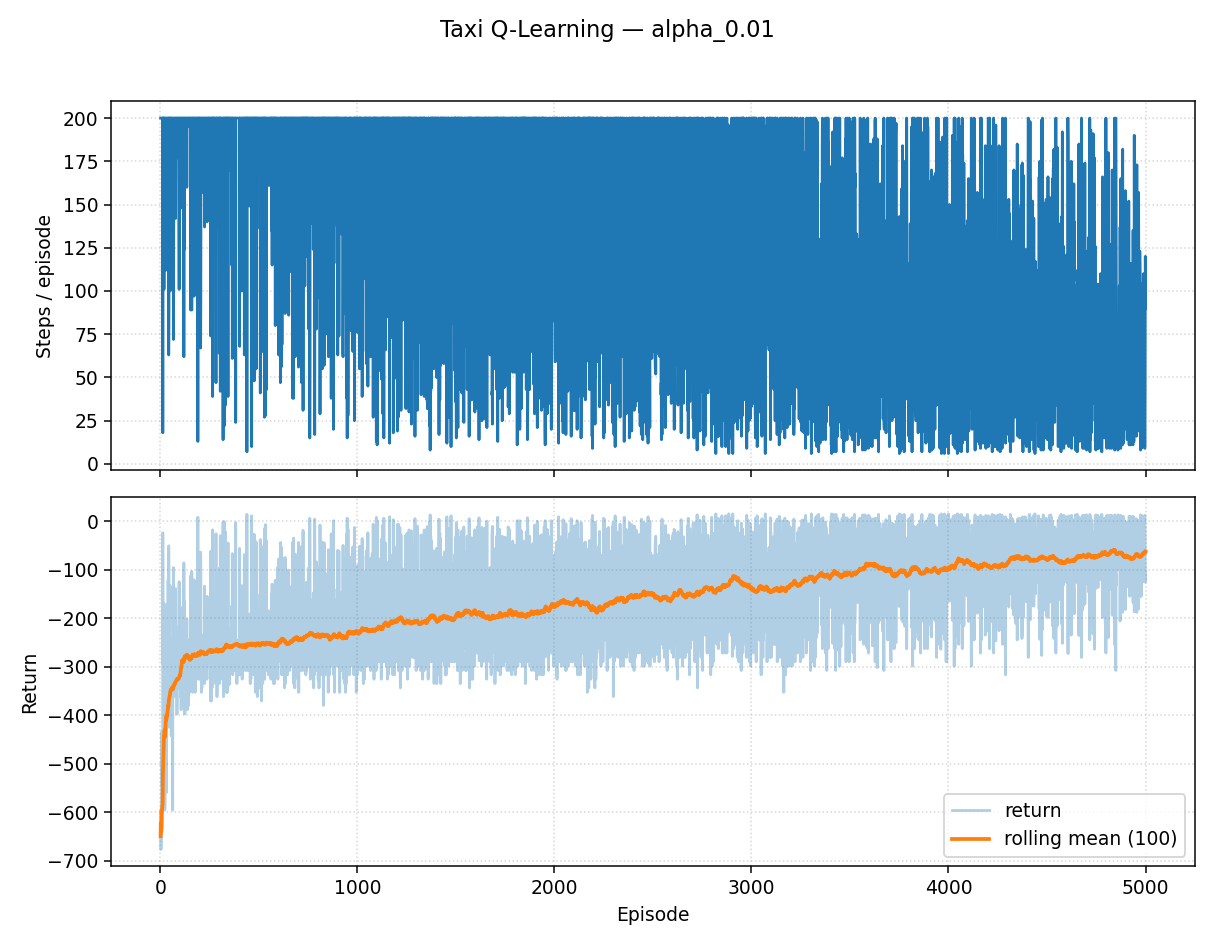 Taxi Q-Learning — alpha_0.01
200
175
150
125
100
75
50
25
0
Steps / episode
0
−100
−200
−300
−400
−500
−600
−700
Return
return
rolling mean (100)
0 1000 2000 3000 4000 5000
Episode